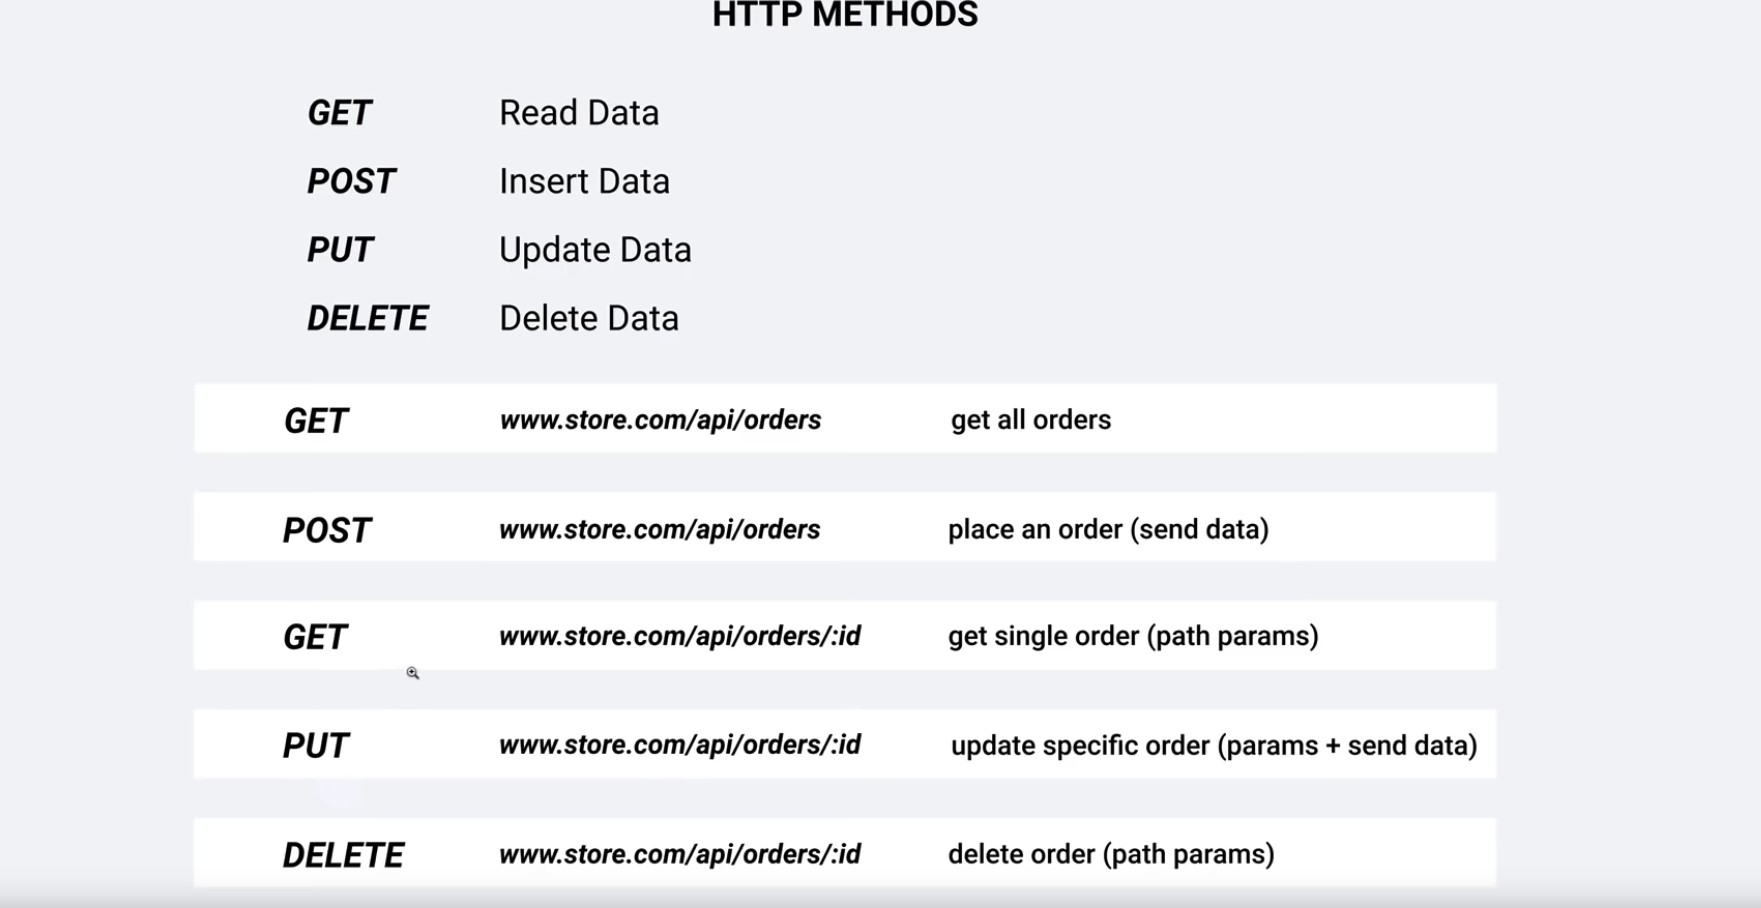 HTTP METHODS
GET Read Data
POST Insert Data
PUT Update Data
DELETE Delete Data
GET www.store.com/api/orders get all orders
POST www.store.com/api/orders place an order (send data)
GET www.store.com/api/orders/:id get single order (path params)
PUT www.store.com/api/orders/:id update specific order (params + send data)
DELETE www.store.com/api/orders/:id delete order (path params)